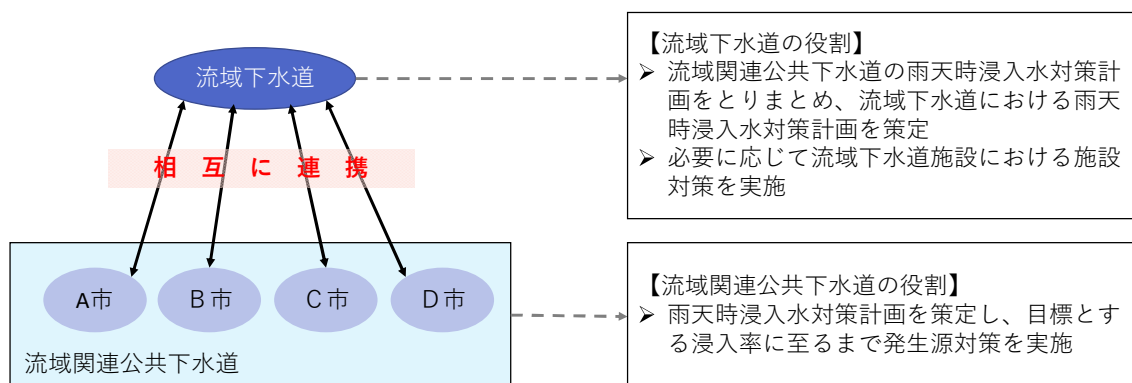 流域下水道
相互に連携
A市
B市
C市
D市
流域関連公共下水道
【流域下水道の役割】
➢ 流域関連公共下水道の雨天時浸入水対策計
画をとりまとめ、流域下水道における雨天
時浸入水対策計画を策定
➢ 必要に応じて流域下水道施設における施設
対策を実施
【流域関連公共下水道の役割】
➢ 雨天時浸入水対策計画を策定し、目標とす
る浸入率に至るまで発生源対策を実施